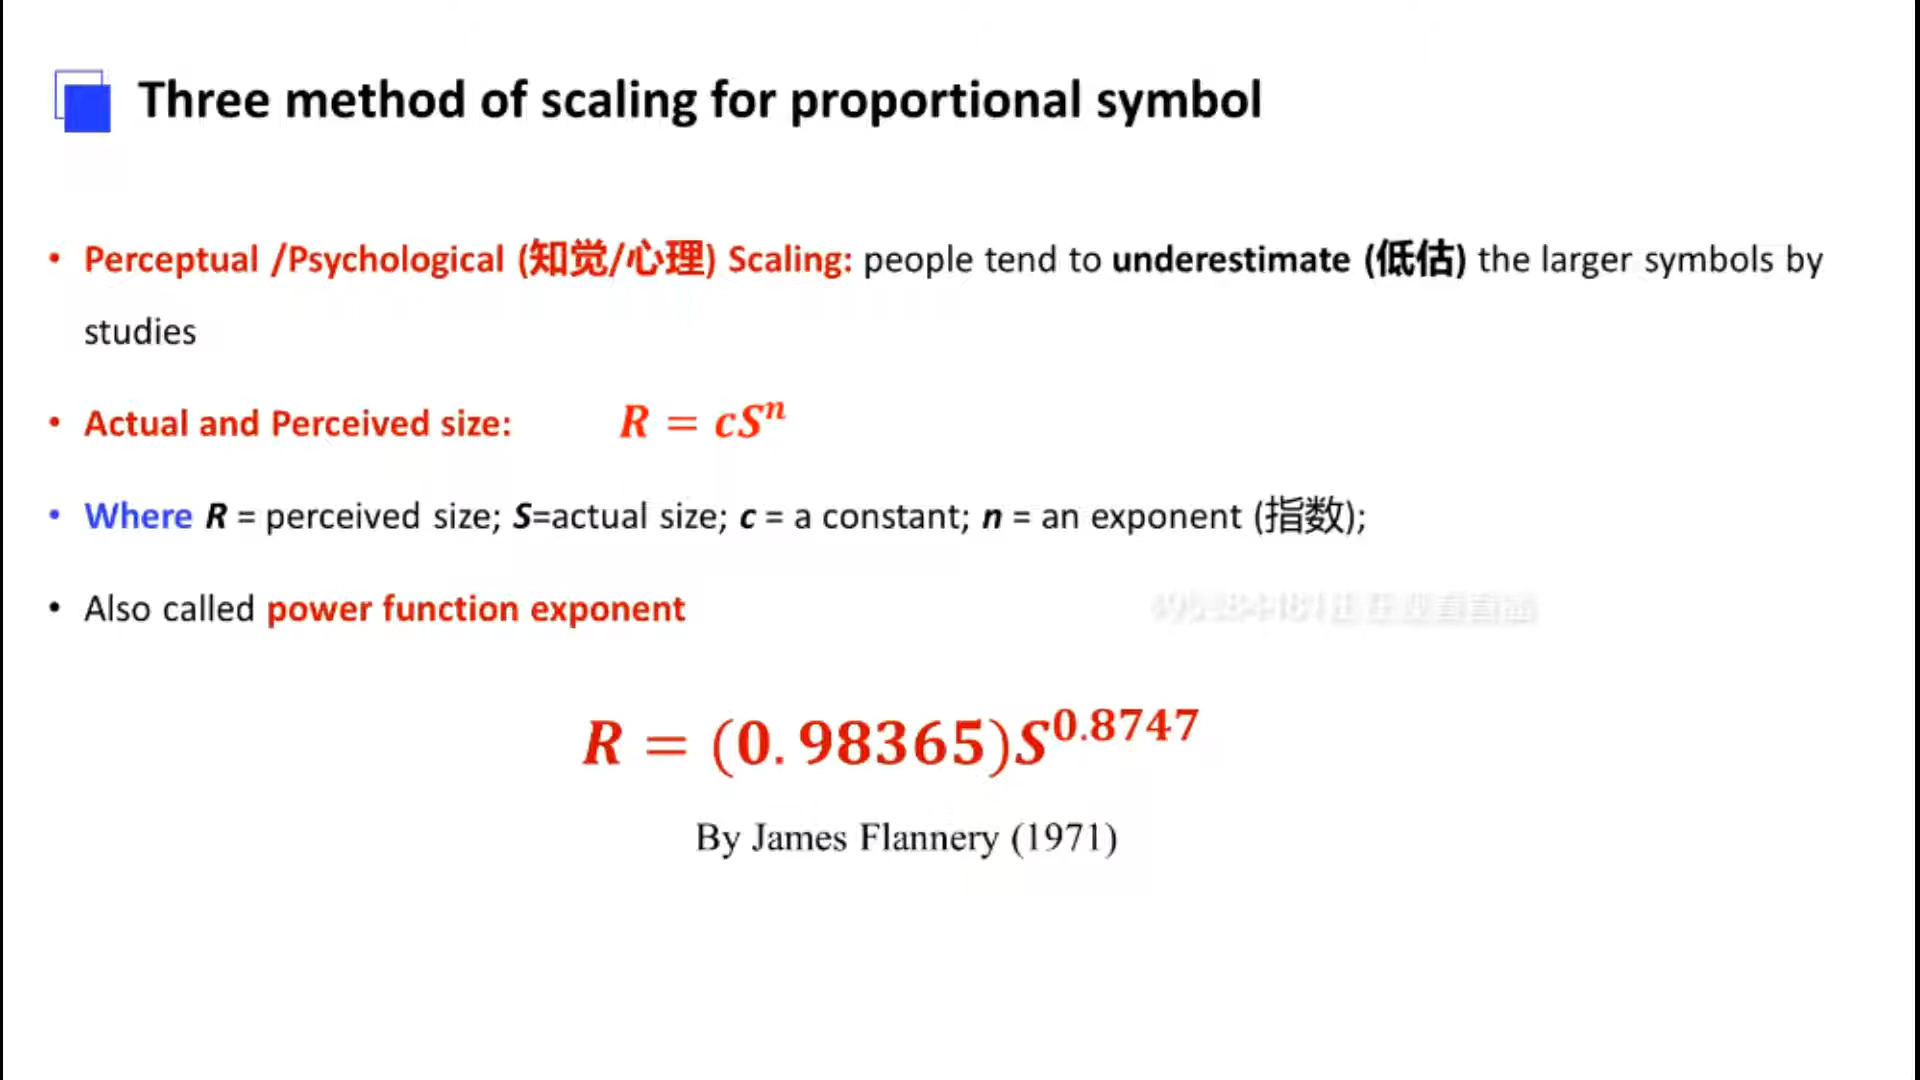 Three method of scaling for proportional symbol
• Perceptual /Psychological (知觉/心理) Scaling: people tend to underestimate (低估) the larger symbols by
studies
• Actual and Perceived size: R = cSⁿ
• Where R = perceived size; S=actual size; c = a constant; n = an exponent (指数);
• Also called power function exponent
R = (0.98365)S^0.8747
By James Flannery (1971)